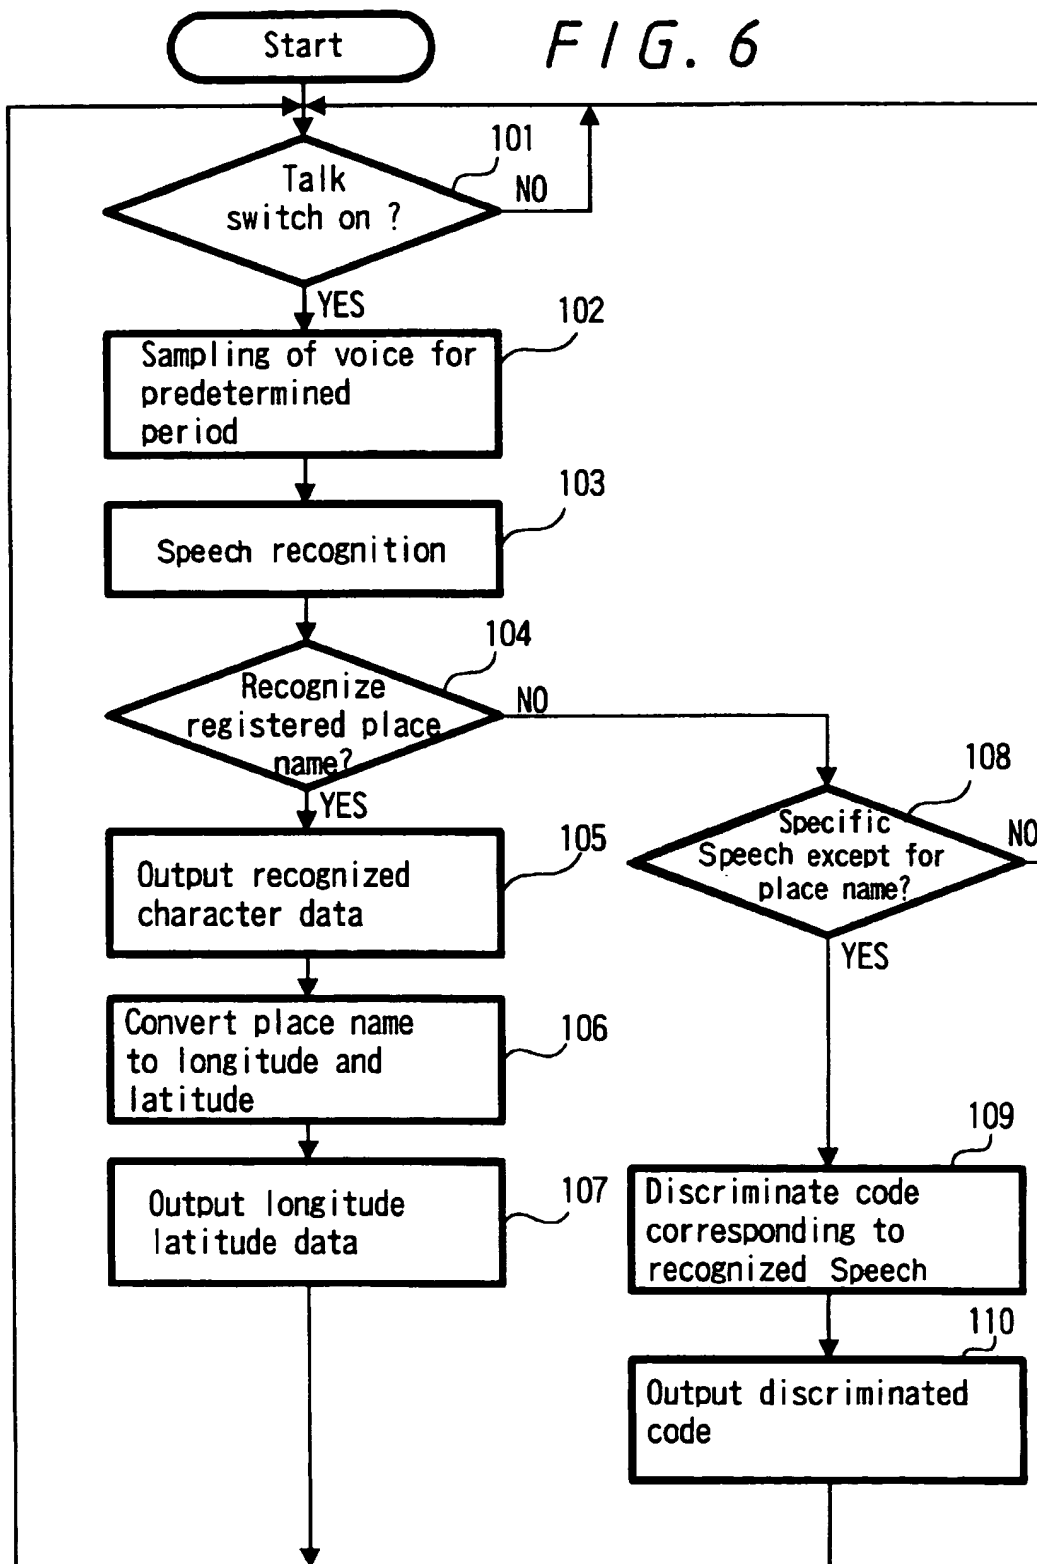 Start
FIG. 6
101
Talk
switch on ?
NO
YES
102
Sampling of voice for
predetermined
period
103
Speech recognition
104
Recognize
registered place
name?
NO
YES
105
Output recognized
character data
106
Convert place name
to longitude and
latitude
107
Output longitude
latitude data
108
Specific
Speech except for
place name?
NO
YES
109
Discriminate code
corresponding to
recognized Speech
110
Output discriminated
code